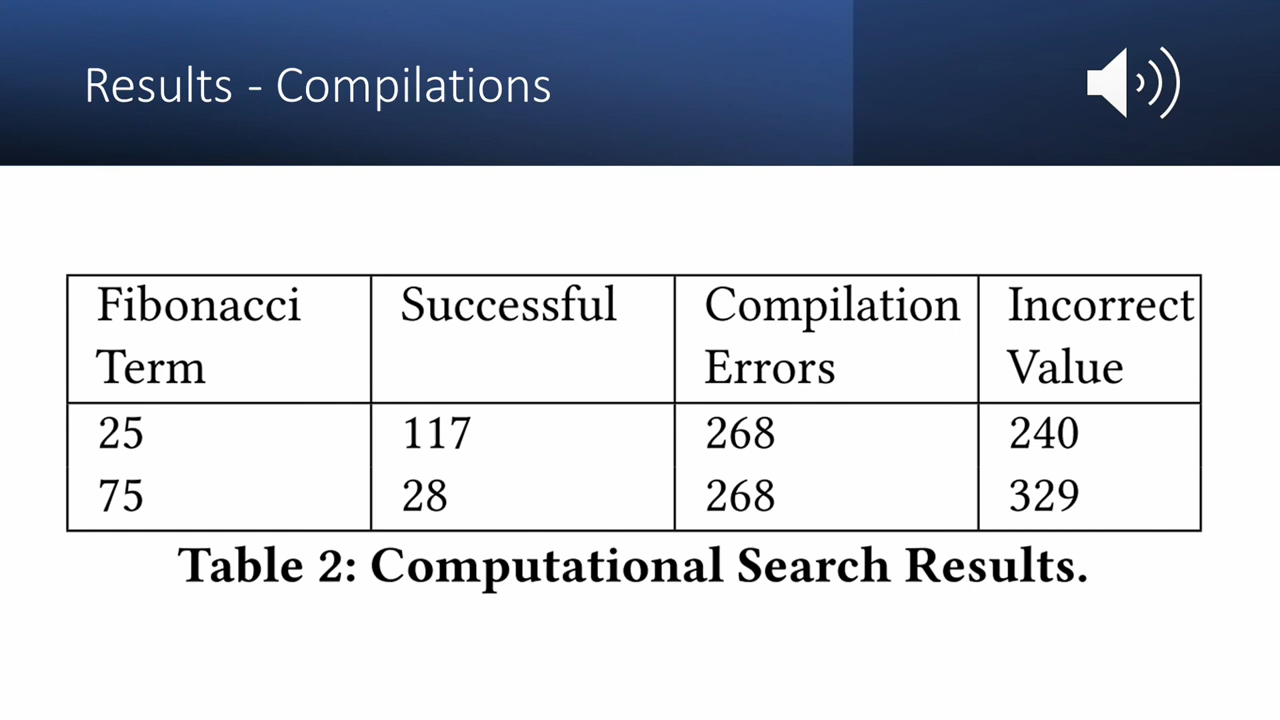 Results - Compilations
Fibonacci Term Successful Compilation Errors Incorrect Value
25 117 268 240
75 28 268 329
Table 2: Computational Search Results.